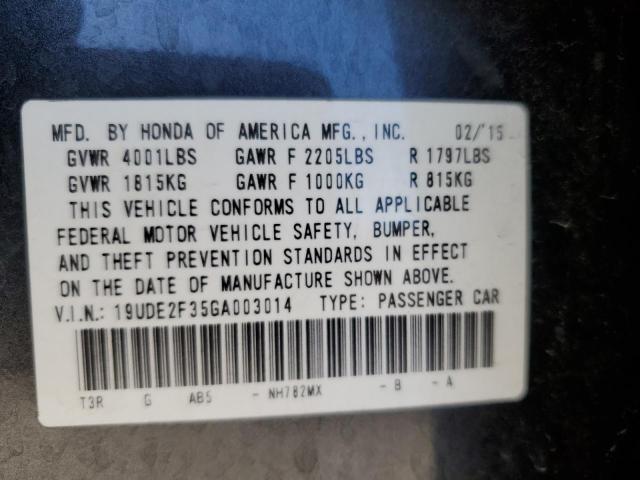 MFD. BY HONDA OF AMERICA MFG., INC. 02/'15
GVWR 4001LBS GAWR F 2205LBS R 1797LBS
GVWR 1815KG GAWR F 1000KG R 815KG
THIS VEHICLE CONFORMS TO ALL APPLICABLE
FEDERAL MOTOR VEHICLE SAFETY, BUMPER,
AND THEFT PREVENTION STANDARDS IN EFFECT
ON THE DATE OF MANUFACTURE SHOWN ABOVE.
V.I.N.: 19UDE2F35GA003014 TYPE: PASSENGER CAR
T3R G AB5 - NH782MX - B - A